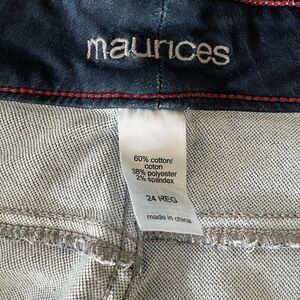 maurices
60% cotton/
coton
38% polyester
2% spandex
24 REG
made in china